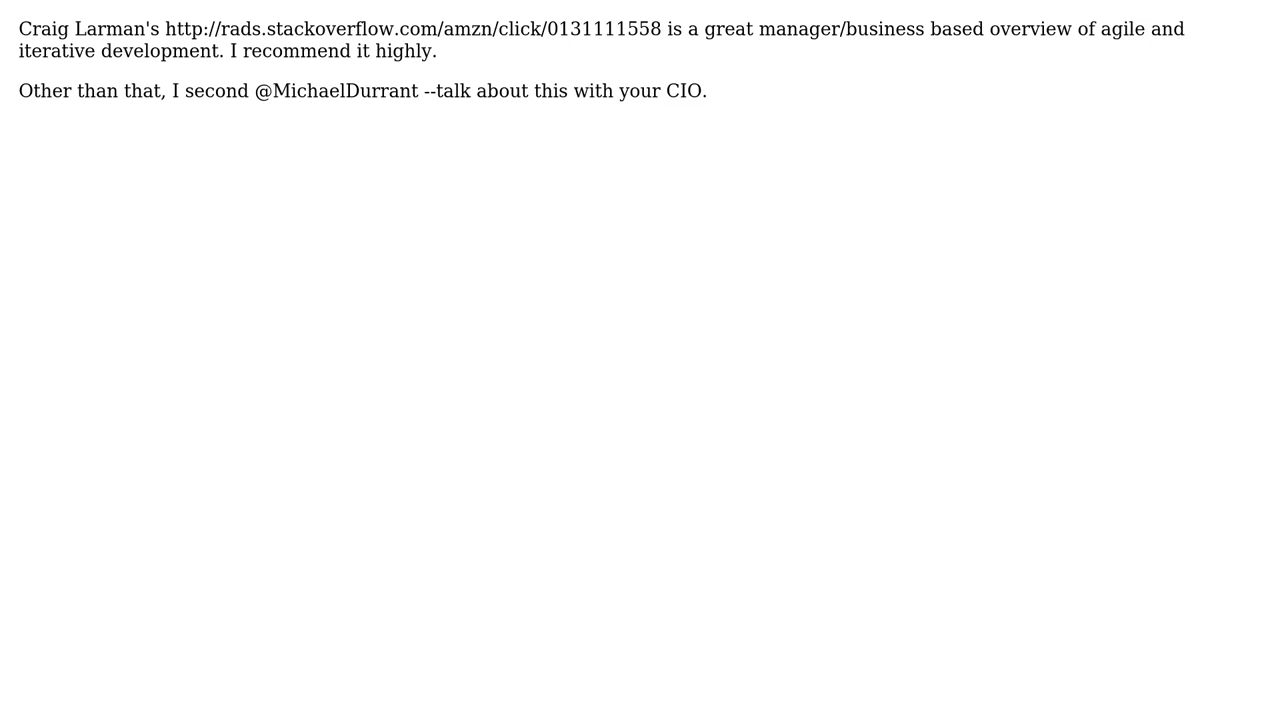 Craig Larman's http://rads.stackoverflow.com/amzn/click/0131111558 is a great manager/business based overview of agile and
iterative development. I recommend it highly.
Other than that, I second @MichaelDurrant --talk about this with your CIO.